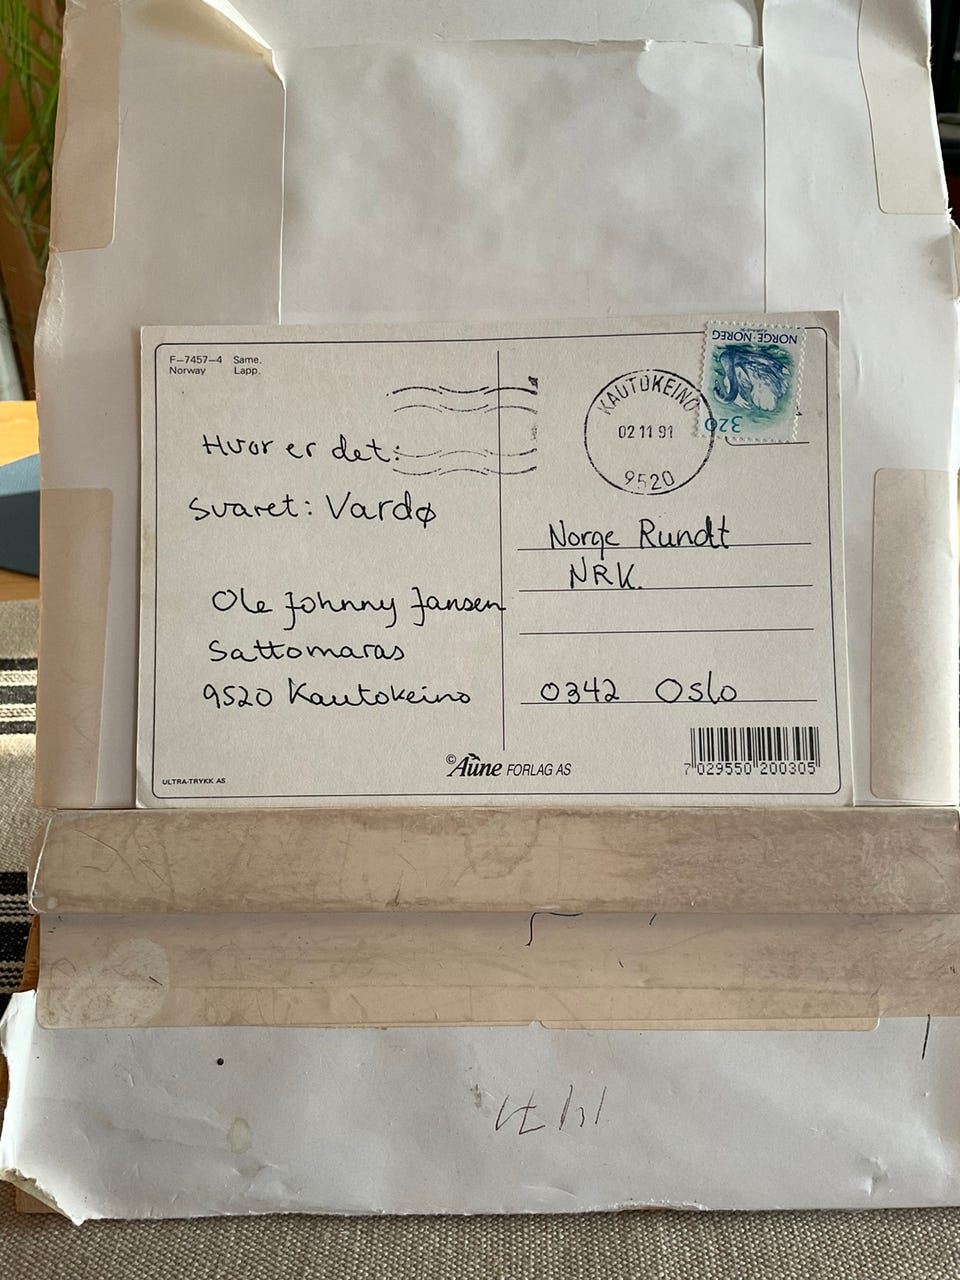 F-7457-4 Same.
Norway Lapp.
Hvor er det:
svaret: Vardø
Ole Johnny Jansen
Sattomaras
9520 Kautokeino
ULTRA-TRYKK AS
© Aune FORLAG AS
NORGE·NOREG
320
KAUTOKEINO
02 11 91
9520
Norge Rundt
NRK.
0342 Oslo
7 029550 200305